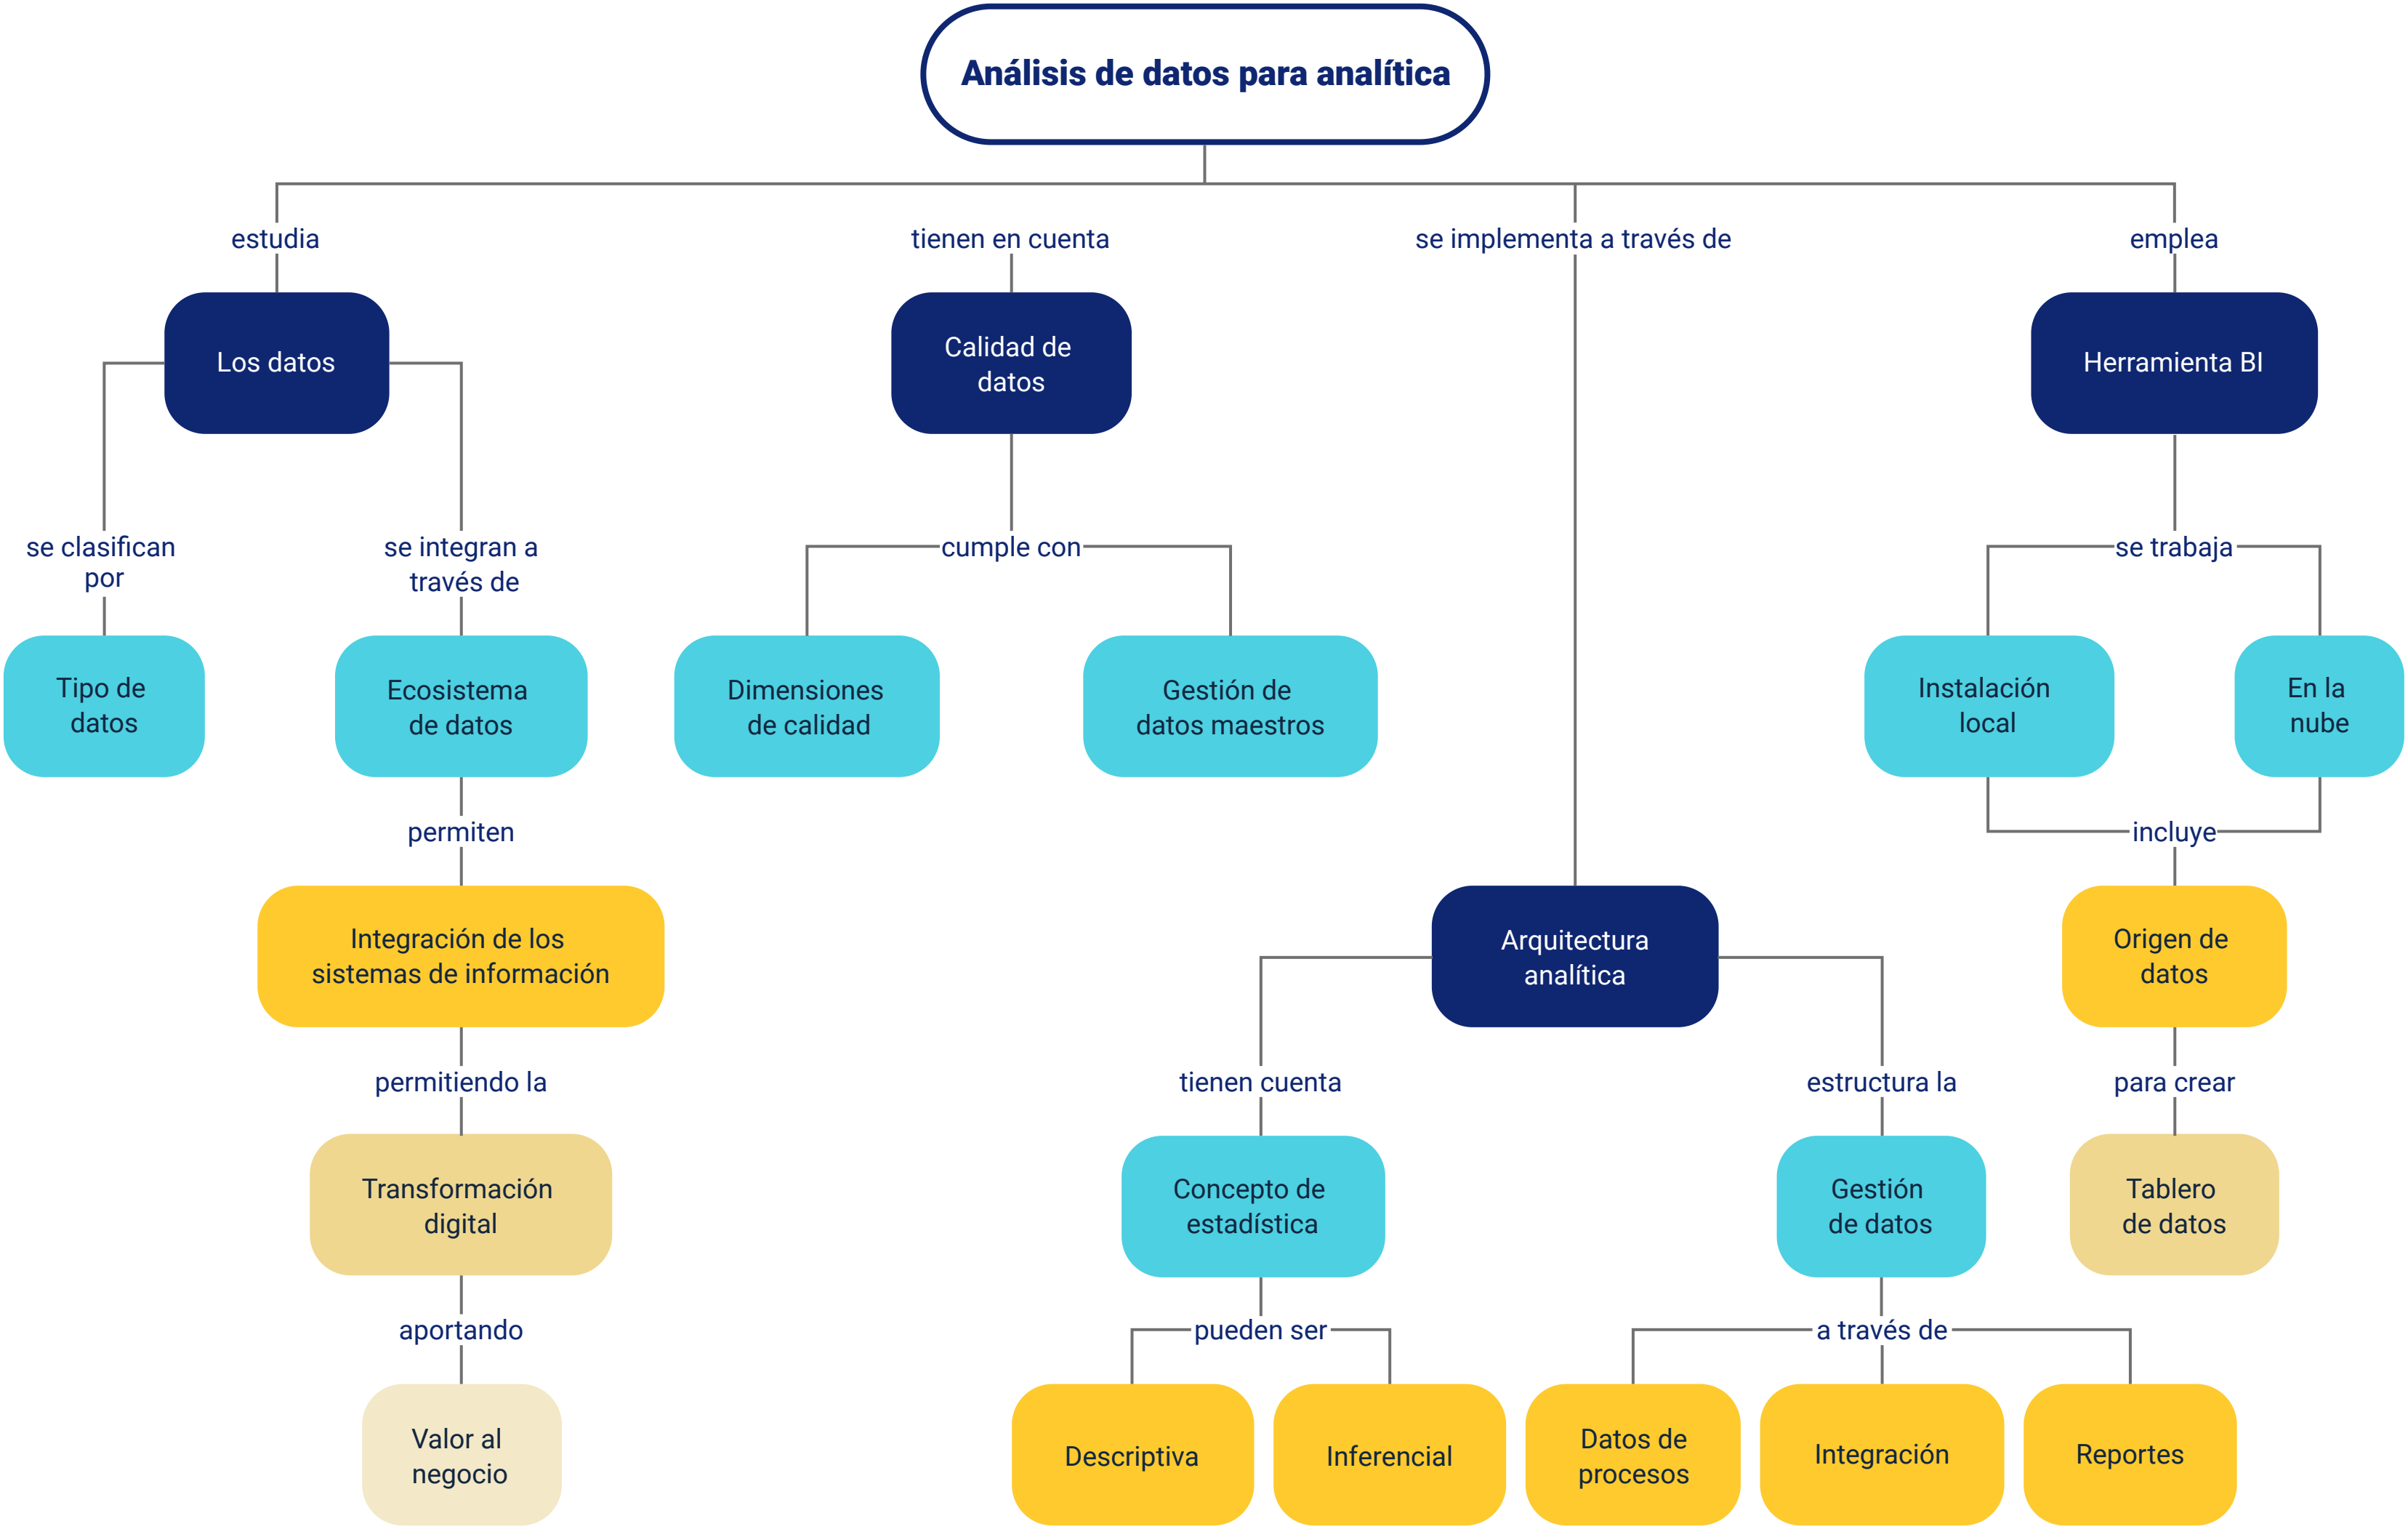 Análisis de datos para analítica
estudia
tienen en cuenta
se implementa a través de
emplea
Los datos
Calidad de
datos
Herramienta BI
se clasifican
por
se integran a
través de
cumple con
se trabaja
Tipo de
datos
Ecosistema
de datos
Dimensiones
de calidad
Gestión de
datos maestros
Instalación
local
En la
nube
permiten
incluye
Integración de los
sistemas de información
Arquitectura
analítica
Origen de
datos
permitiendo la
tienen cuenta
estructura la
para crear
Transformación
digital
Concepto de
estadística
Gestión
de datos
Tablero
de datos
aportando
pueden ser
a través de
Valor al
negocio
Descriptiva
Inferencial
Datos de
procesos
Integración
Reportes